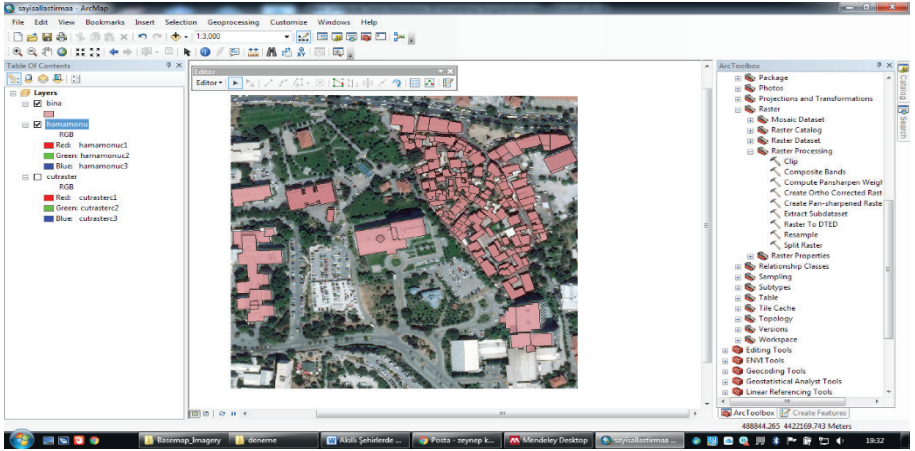 sayisallastirmaa - ArcMap
File Edit View Bookmarks Insert Selection Geoprocessing Customize Windows Help
1:3,000
Table Of Contents
Layers
bina
hamamonu
RGB
Red: hamamonuc1
Green: hamamonuc2
Blue: hamamonuc3
cutraster
RGB
Red: cutrasterc1
Green: cutrasterc2
Blue: cutrasterc3
Editor
Editor
ArcToolbox
Package
Photos
Projections and Transformations
Raster
Mosaic Dataset
Raster Catalog
Raster Dataset
Raster Processing
Clip
Composite Bands
Compute Pansharpen Weigh
Create Ortho Corrected Rast
Create Pan-sharpened Raste
Extract Subdataset
Raster To DTED
Resample
Split Raster
Raster Properties
Relationship Classes
Sampling
Subtypes
Table
Tile Cache
Topology
Versions
Workspace
Editing Tools
ENVI Tools
Geocoding Tools
Geostatistical Analyst Tools
Linear Referencing Tools
ArcToolbox Create Features
Catalog
Search
488844.265 4422169.743 Meters
Basemap_Imagery deneme Akıllı Şehirlerde ... Posta - zeynep k... Mendeley Desktop sayisallastirmaa ... 19:32